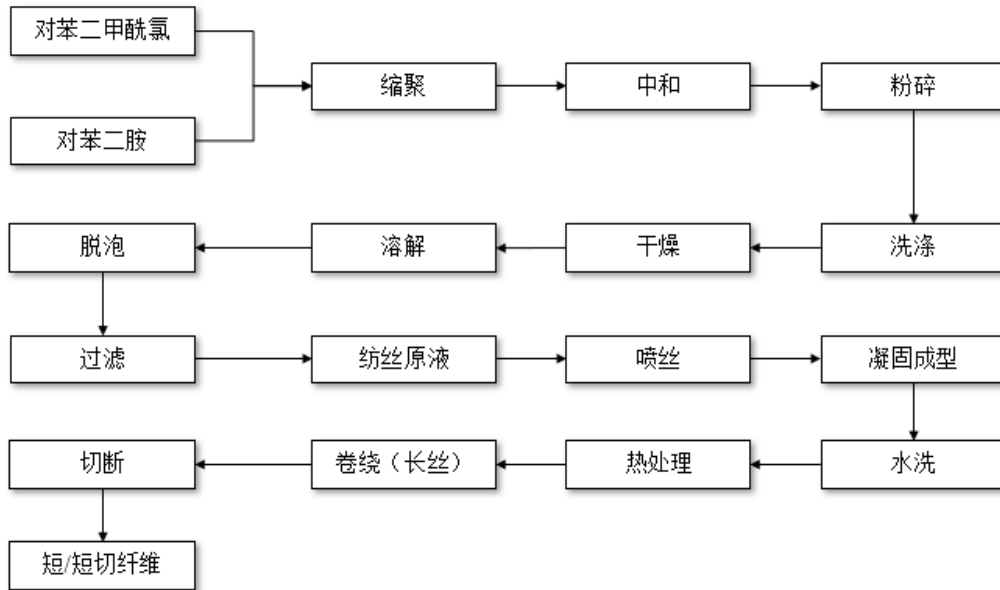 对苯二甲酰氯
对苯二胺
缩聚
中和
粉碎
洗涤
干燥
溶解
脱泡
过滤
纺丝原液
喷丝
凝固成型
水洗
热处理
卷绕（长丝）
切断
短/短切纤维